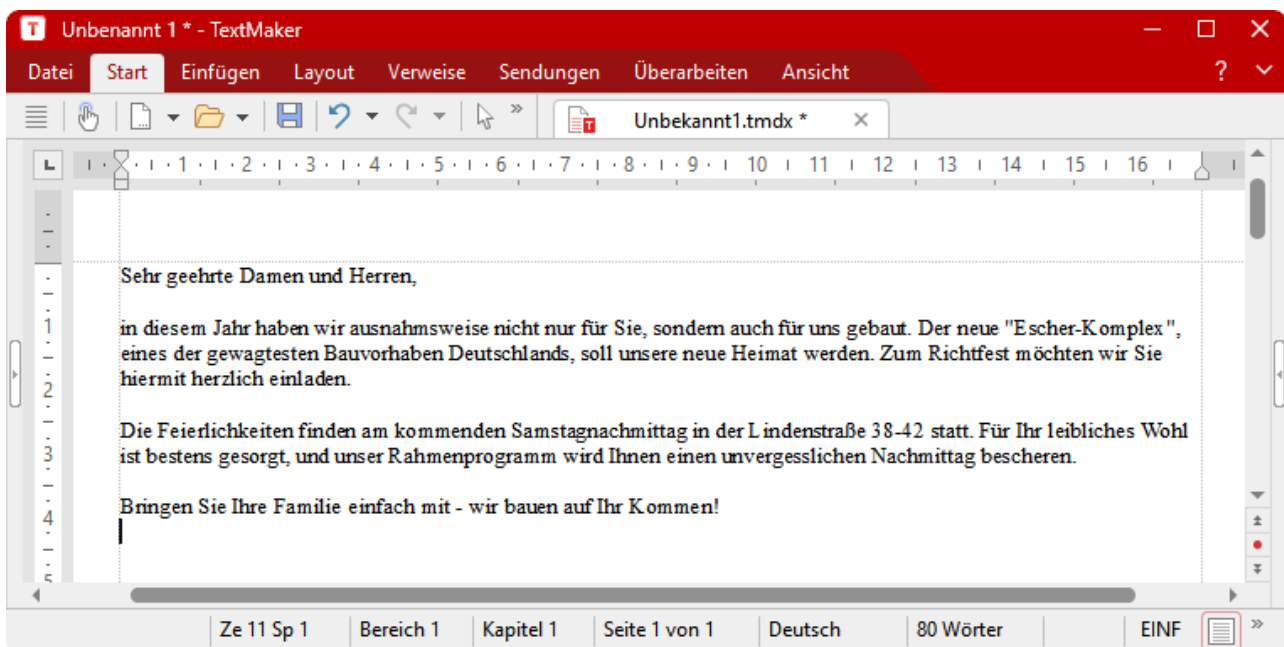 Unbenannt 1 * - TextMaker
Datei Start Einfügen Layout Verweise Sendungen Überarbeiten Ansicht ?
Unbekannt1.tmdx *
1 2 3 4 5 6 7 8 9 10 11 12 13 14 15 16
Sehr geehrte Damen und Herren,
in diesem Jahr haben wir ausnahmsweise nicht nur für Sie, sondern auch für uns gebaut. Der neue "Escher-Komplex",
eines der gewagtesten Bauvorhaben Deutschlands, soll unsere neue Heimat werden. Zum Richtfest möchten wir Sie
hiermit herzlich einladen.
Die Feierlichkeiten finden am kommenden Samstagnachmittag in der Lindenstraße 38-42 statt. Für Ihr leibliches Wohl
ist bestens gesorgt, und unser Rahmenprogramm wird Ihnen einen unvergesslichen Nachmittag bescheren.
Bringen Sie Ihre Familie einfach mit - wir bauen auf Ihr Kommen!
1
2
3
4
5
Ze 11 Sp 1 Bereich 1 Kapitel 1 Seite 1 von 1 Deutsch 80 Wörter EINF